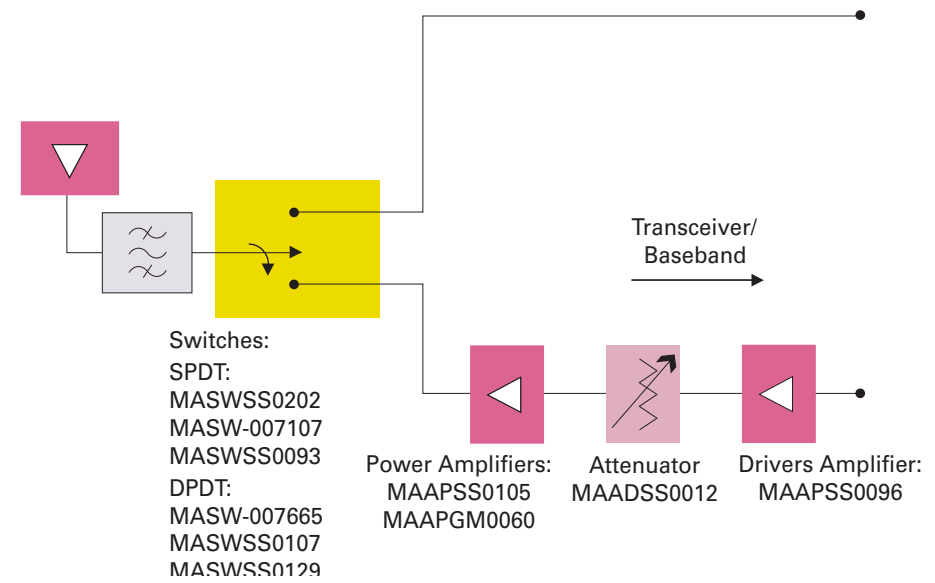 Transceiver/
Baseband
Switches:
SPDT:
MASWSS0202
MASW-007107
MASWSS0093
DPDT:
MASW-007665
MASWSS0107
MASWSS0129
Power Amplifiers:
MAAPSS0105
MAAPGM0060
Attenuator
MAADSS0012
Drivers Amplifier:
MAAPSS0096